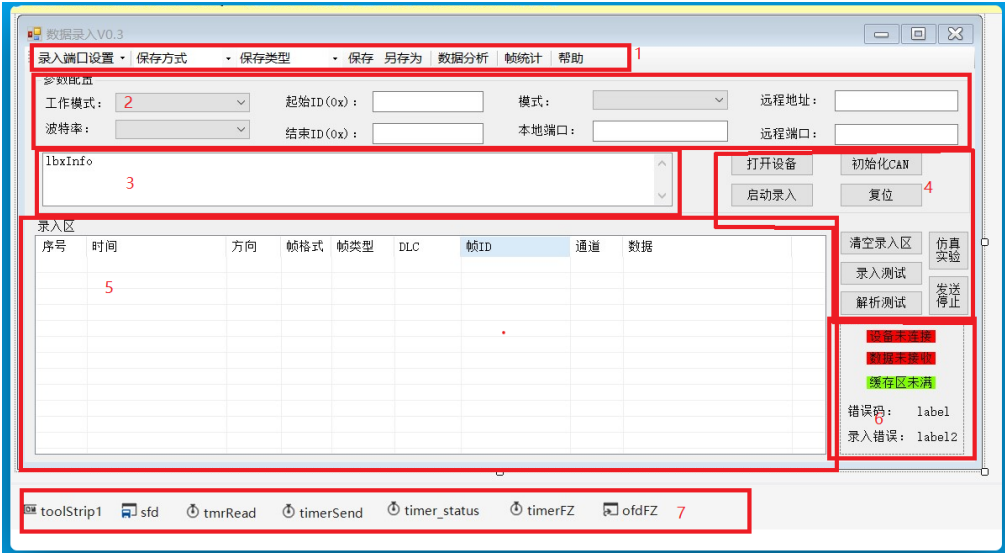 数据录入V0.3
录入端口设置 保存方式 保存类型 保存 另存为 数据分析 帧统计 帮助 1
参数配置
工作模式： 2 起始ID(0x)： 模式： 远程地址：
波特率： 结束ID(0x)： 本地端口： 远程端口：
lbxInfo
3
打开设备 初始化CAN
启动录入 复位 4
录入区
序号 时间 方向 帧格式 帧类型 DLC 帧ID 通道 数据
5
清空录入区 仿真实验
录入测试
解析测试 发送停止
设备未连接
数据未接收
缓存区未满
错误码： label
6
录入错误： label2
toolStrip1 sfd tmrRead timerSend timer_status timerFZ ofdFZ 7